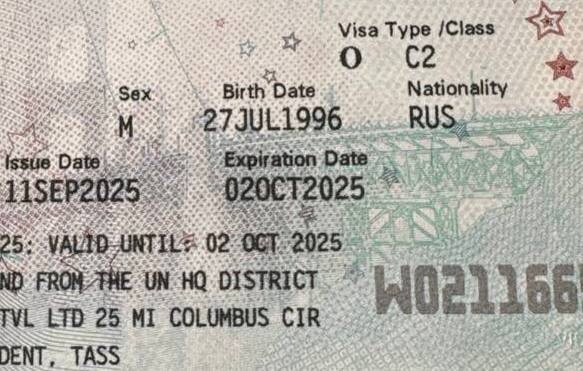 Visa Type /Class
O C2
Sex Birth Date Nationality
M 27JUL1996 RUS
Issue Date Expiration Date
11SEP2025 02OCT2025
25: VALID UNTIL: 02 OCT 2025
ND FROM THE UN HQ DISTRICT
TVL LTD 25 MI COLUMBUS CIR
DENT, TASS
W021166